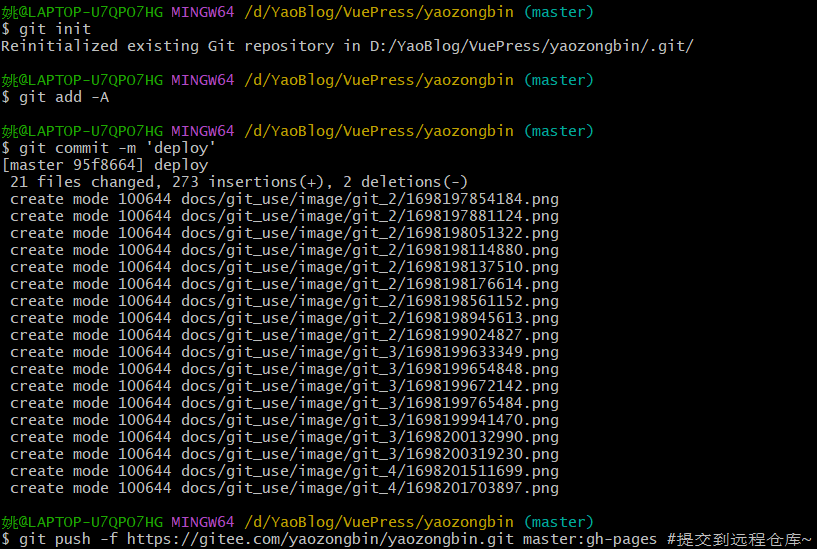 姚@LAPTOP-U7QPO7HG MINGW64 /d/YaoBlog/VuePress/yaozongbin (master)
$ git init
Reinitialized existing Git repository in D:/YaoBlog/VuePress/yaozongbin/.git/
姚@LAPTOP-U7QPO7HG MINGW64 /d/YaoBlog/VuePress/yaozongbin (master)
$ git add -A
姚@LAPTOP-U7QPO7HG MINGW64 /d/YaoBlog/VuePress/yaozongbin (master)
$ git commit -m 'deploy'
[master 95f8664] deploy
 21 files changed, 273 insertions(+), 2 deletions(-)
 create mode 100644 docs/git_use/image/git_2/1698197854184.png
 create mode 100644 docs/git_use/image/git_2/1698197881124.png
 create mode 100644 docs/git_use/image/git_2/1698198051322.png
 create mode 100644 docs/git_use/image/git_2/1698198114880.png
 create mode 100644 docs/git_use/image/git_2/1698198137510.png
 create mode 100644 docs/git_use/image/git_2/1698198176614.png
 create mode 100644 docs/git_use/image/git_2/1698198561152.png
 create mode 100644 docs/git_use/image/git_2/1698198945613.png
 create mode 100644 docs/git_use/image/git_2/1698199024827.png
 create mode 100644 docs/git_use/image/git_3/1698199633349.png
 create mode 100644 docs/git_use/image/git_3/1698199654848.png
 create mode 100644 docs/git_use/image/git_3/1698199672142.png
 create mode 100644 docs/git_use/image/git_3/1698199765484.png
 create mode 100644 docs/git_use/image/git_3/1698199941470.png
 create mode 100644 docs/git_use/image/git_3/1698200132990.png
 create mode 100644 docs/git_use/image/git_3/1698200319230.png
 create mode 100644 docs/git_use/image/git_4/1698201511699.png
 create mode 100644 docs/git_use/image/git_4/1698201703897.png
姚@LAPTOP-U7QPO7HG MINGW64 /d/YaoBlog/VuePress/yaozongbin (master)
$ git push -f https://gitee.com/yaozongbin/yaozongbin.git master:gh-pages #提交到远程仓库~